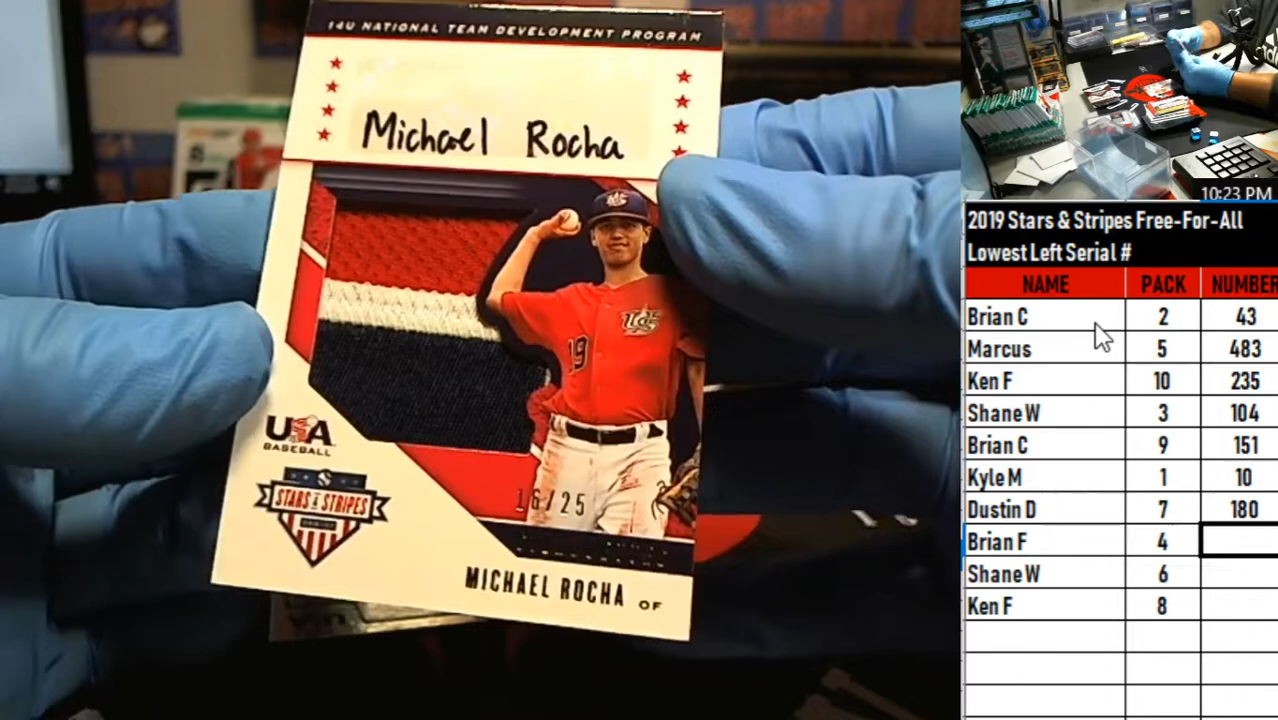 14U NATIONAL TEAM DEVELOPMENT PROGRAM
Michael Rocha
19
USA
BASEBALL
STARS & STRIPES
16/25
MICHAEL ROCHA OF
10:23 PM
2019 Stars & Stripes Free-For-All
Lowest Left Serial #
NAME PACK NUMBER
Brian C 2 43
Marcus 5 483
Ken F 10 235
Shane W 3 104
Brian C 9 151
Kyle M 1 10
Dustin D 7 180
Brian F 4
Shane W 6
Ken F 8